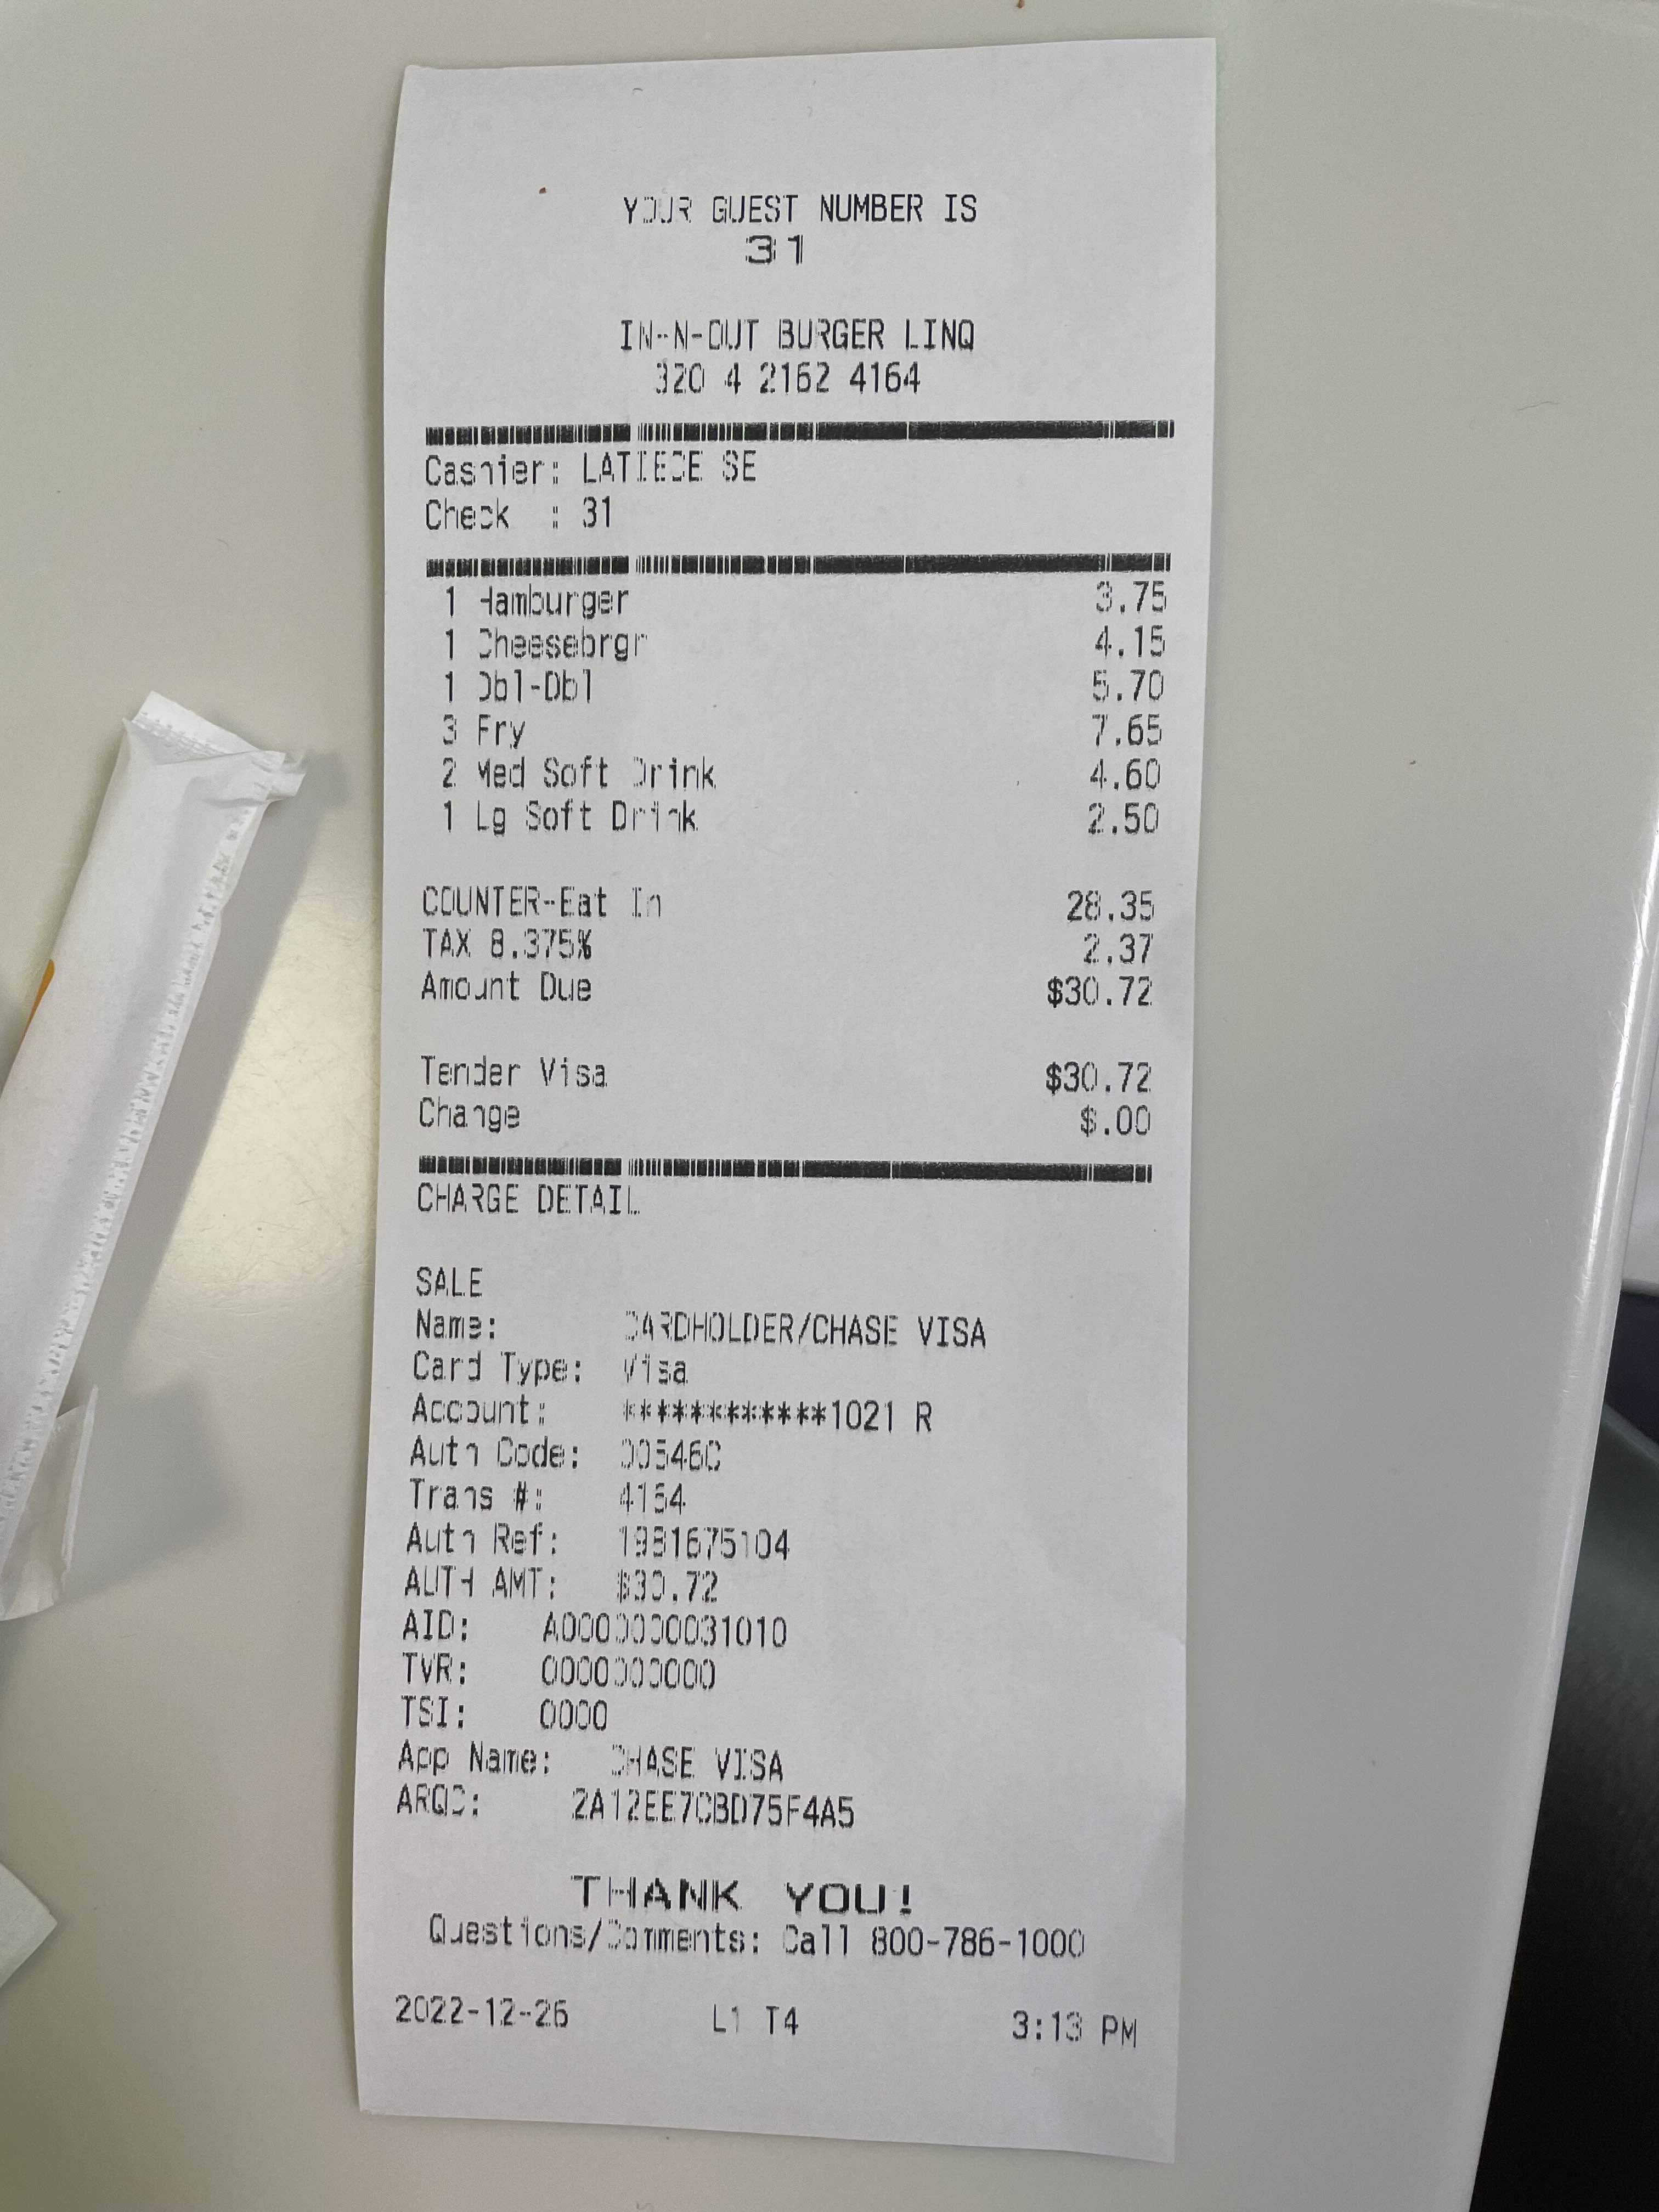 YOUR GUEST NUMBER IS
31
IN-N-OUT BURGER LINQ
320 4 2162 4164
Cashier: LATIECE SE
Check : 31
1 Hamburger 3.75
1 Cheesebrgr 4.15
1 Dbl-Dbl 5.70
3 Fry 7.65
2 Med Soft Drink 4.60
1 Lg Soft Drink 2.50
COUNTER-Eat In 28.35
TAX 8.375% 2.37
Amount Due $30.72
Tender Visa $30.72
Change $.00
CHARGE DETAIL
SALE
Name: CARDHOLDER/CHASE VISA
Card Type: Visa
Account: ************1021 R
Auth Code: 00546C
Trans #: 4164
Auth Ref: 1981675104
AUTH AMT: $30.72
AID: A0000000031010
TVR: 0000000000
TSI: 0000
App Name: CHASE VISA
ARQC:
THANK YOU!
Questions/Comments: Call 800-786-1000
2022-12-26 L1 T4 3:13 PM